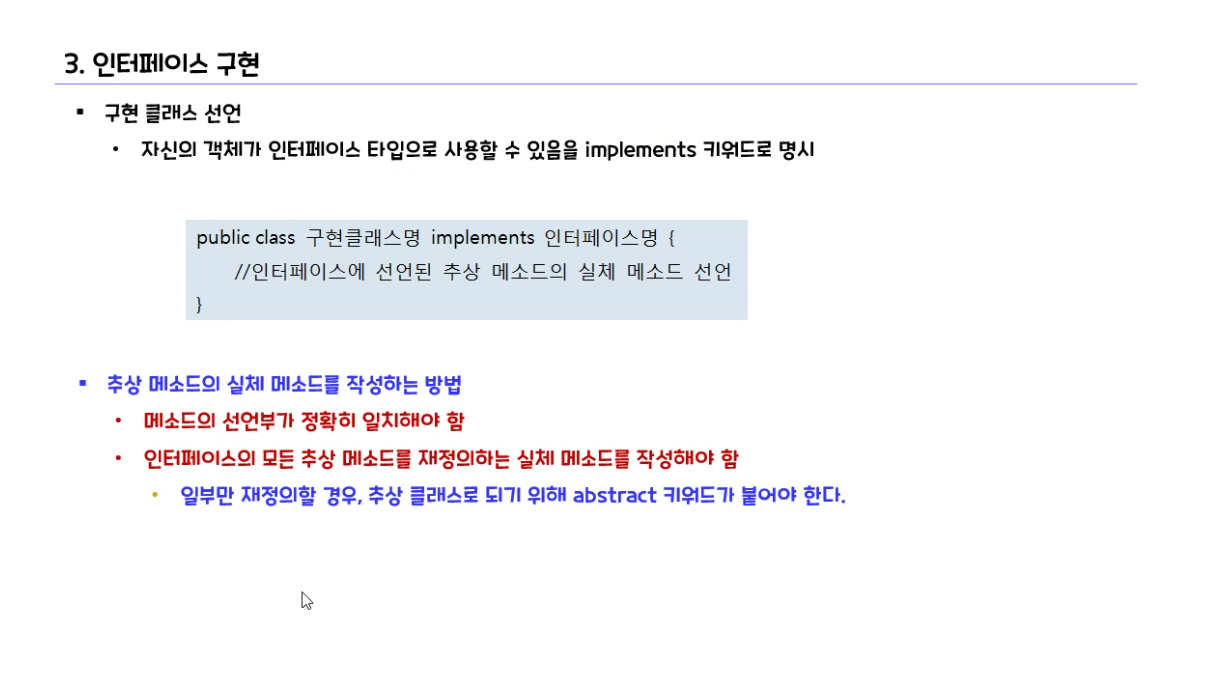 3. 인터페이스 구현
▪ 구현 클래스 선언
• 자신의 객체가 인터페이스 타입으로 사용할 수 있음을 implements 키워드로 명시
public class 구현클래스명 implements 인터페이스명 {
//인터페이스에 선언된 추상 메소드의 실체 메소드 선언
}
▪ 추상 메소드의 실체 메소드를 작성하는 방법
• 메소드의 선언부가 정확히 일치해야 함
• 인터페이스의 모든 추상 메소드를 재정의하는 실체 메소드를 작성해야 함
• 일부만 재정의할 경우, 추상 클래스로 되기 위해 abstract 키워드가 붙어야 한다.